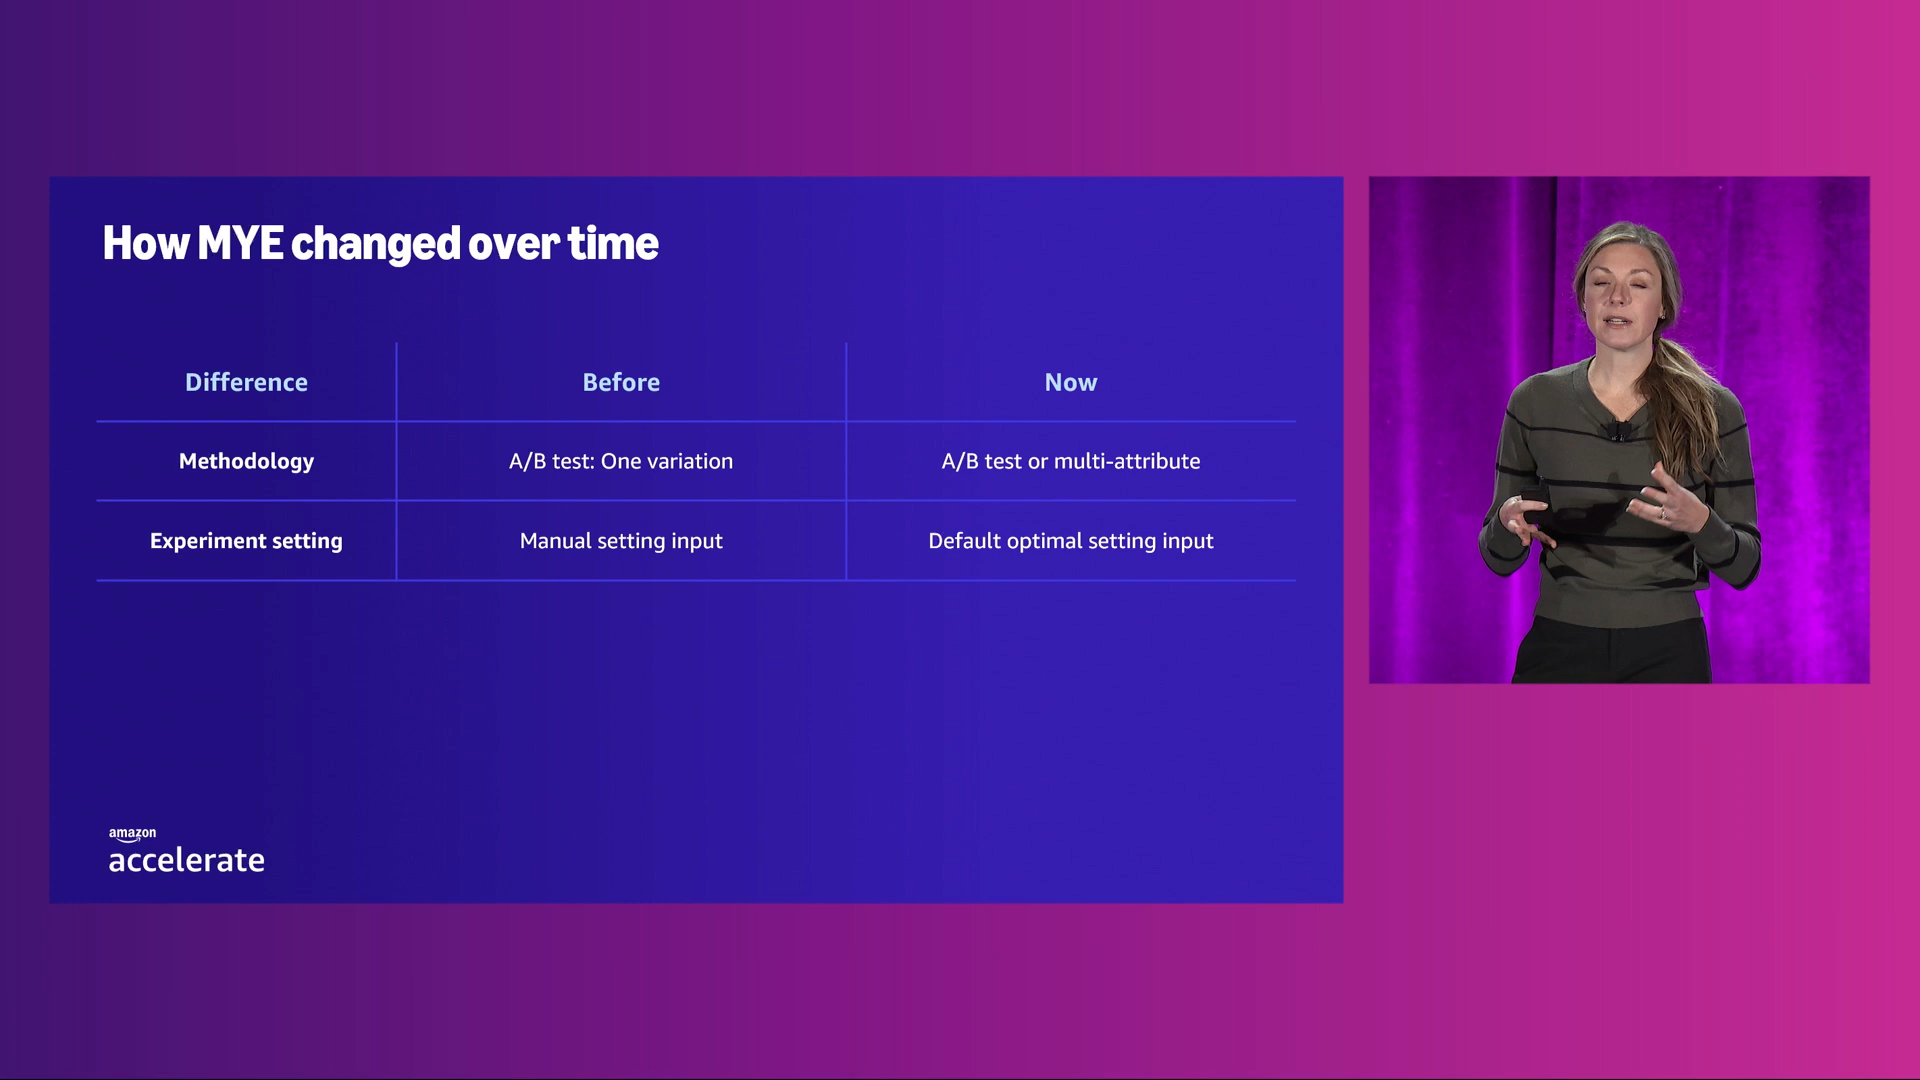 How MYE changed over time
Difference Before Now
Methodology A/B test: One variation A/B test or multi-attribute
Experiment setting Manual setting input Default optimal setting input
amazon
accelerate